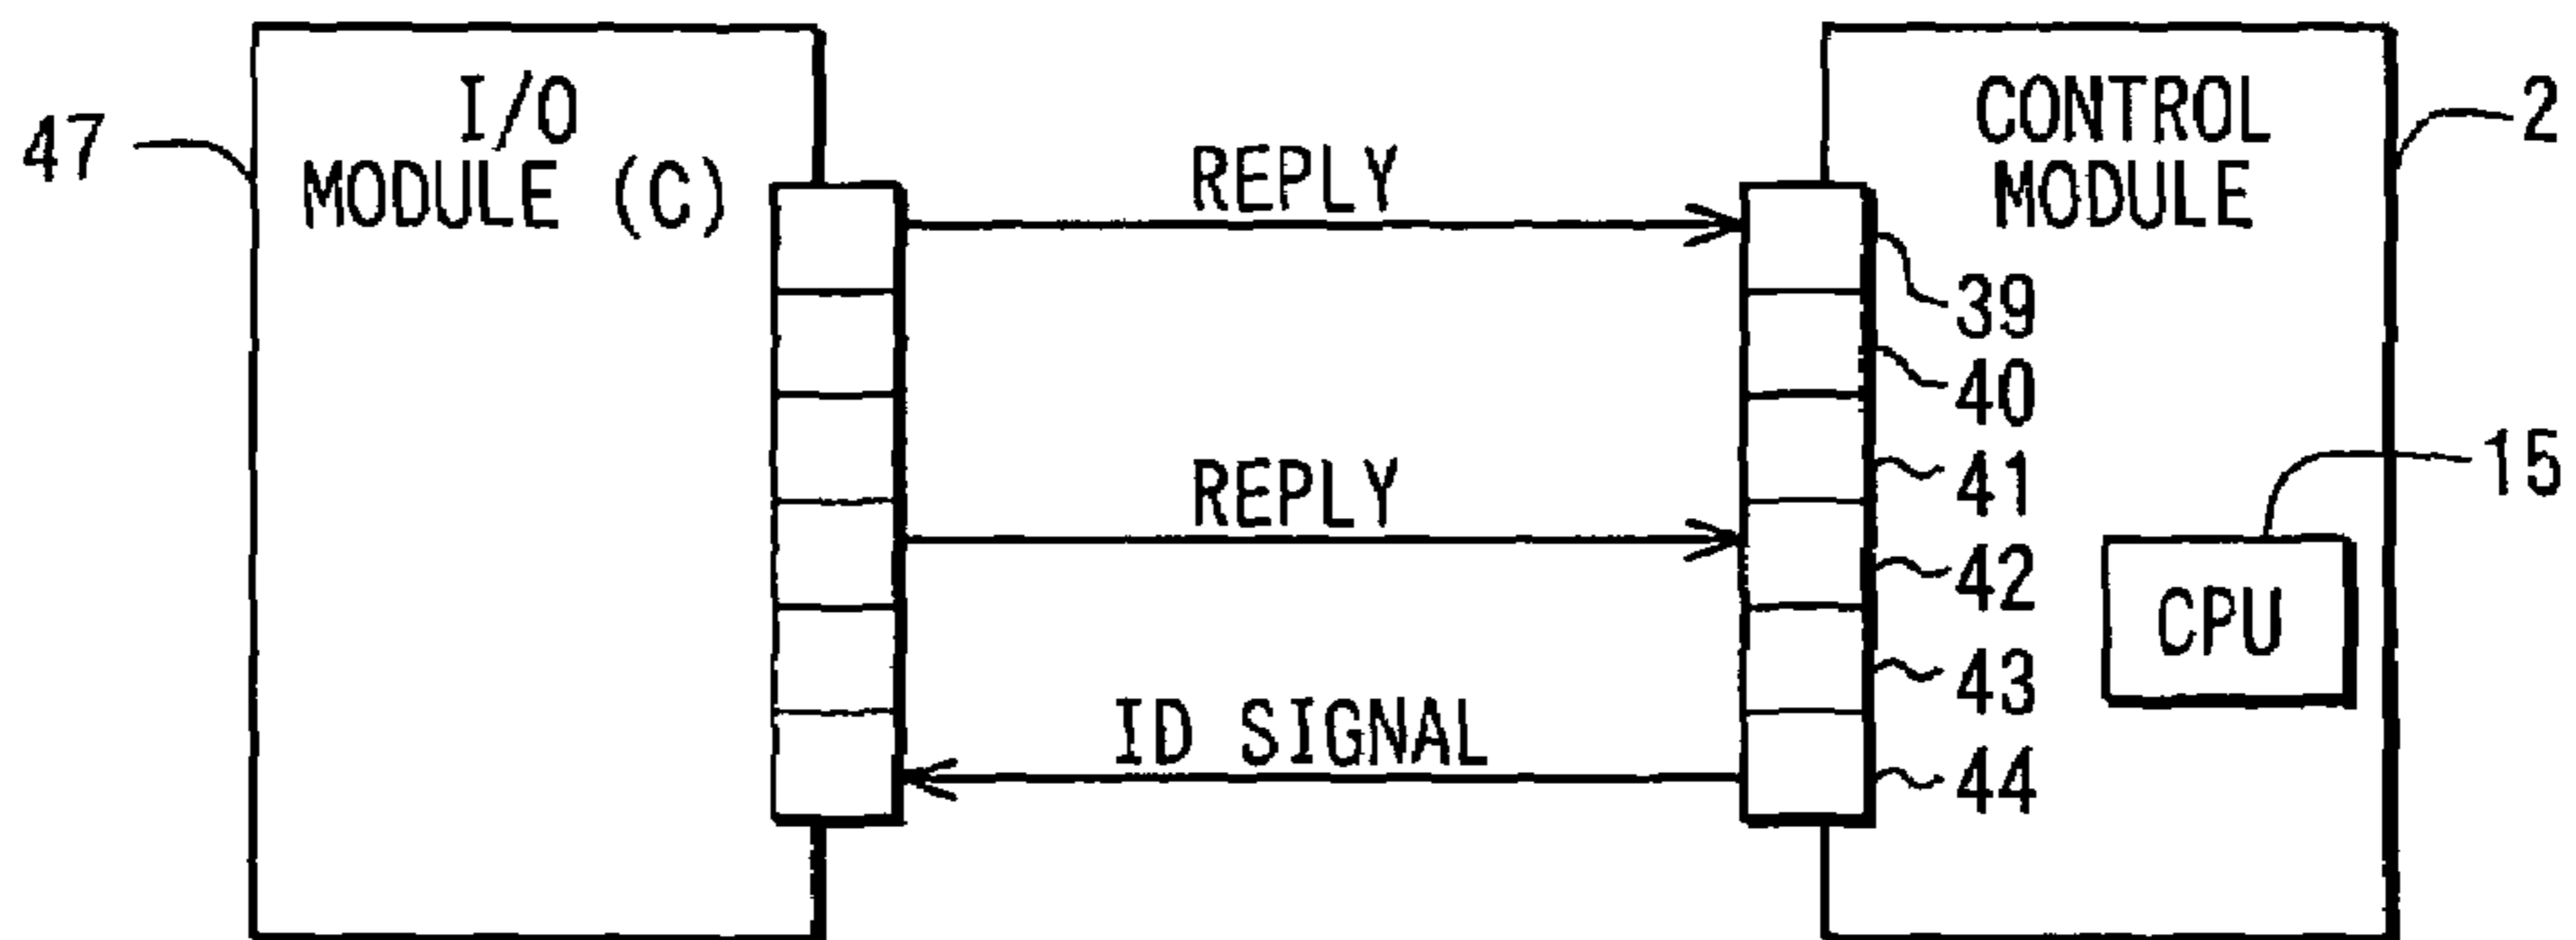 I/O
MODULE (C)
47
REPLY
REPLY
ID SIGNAL
CONTROL
MODULE
2
39
40
41
42
43
44
15
CPU